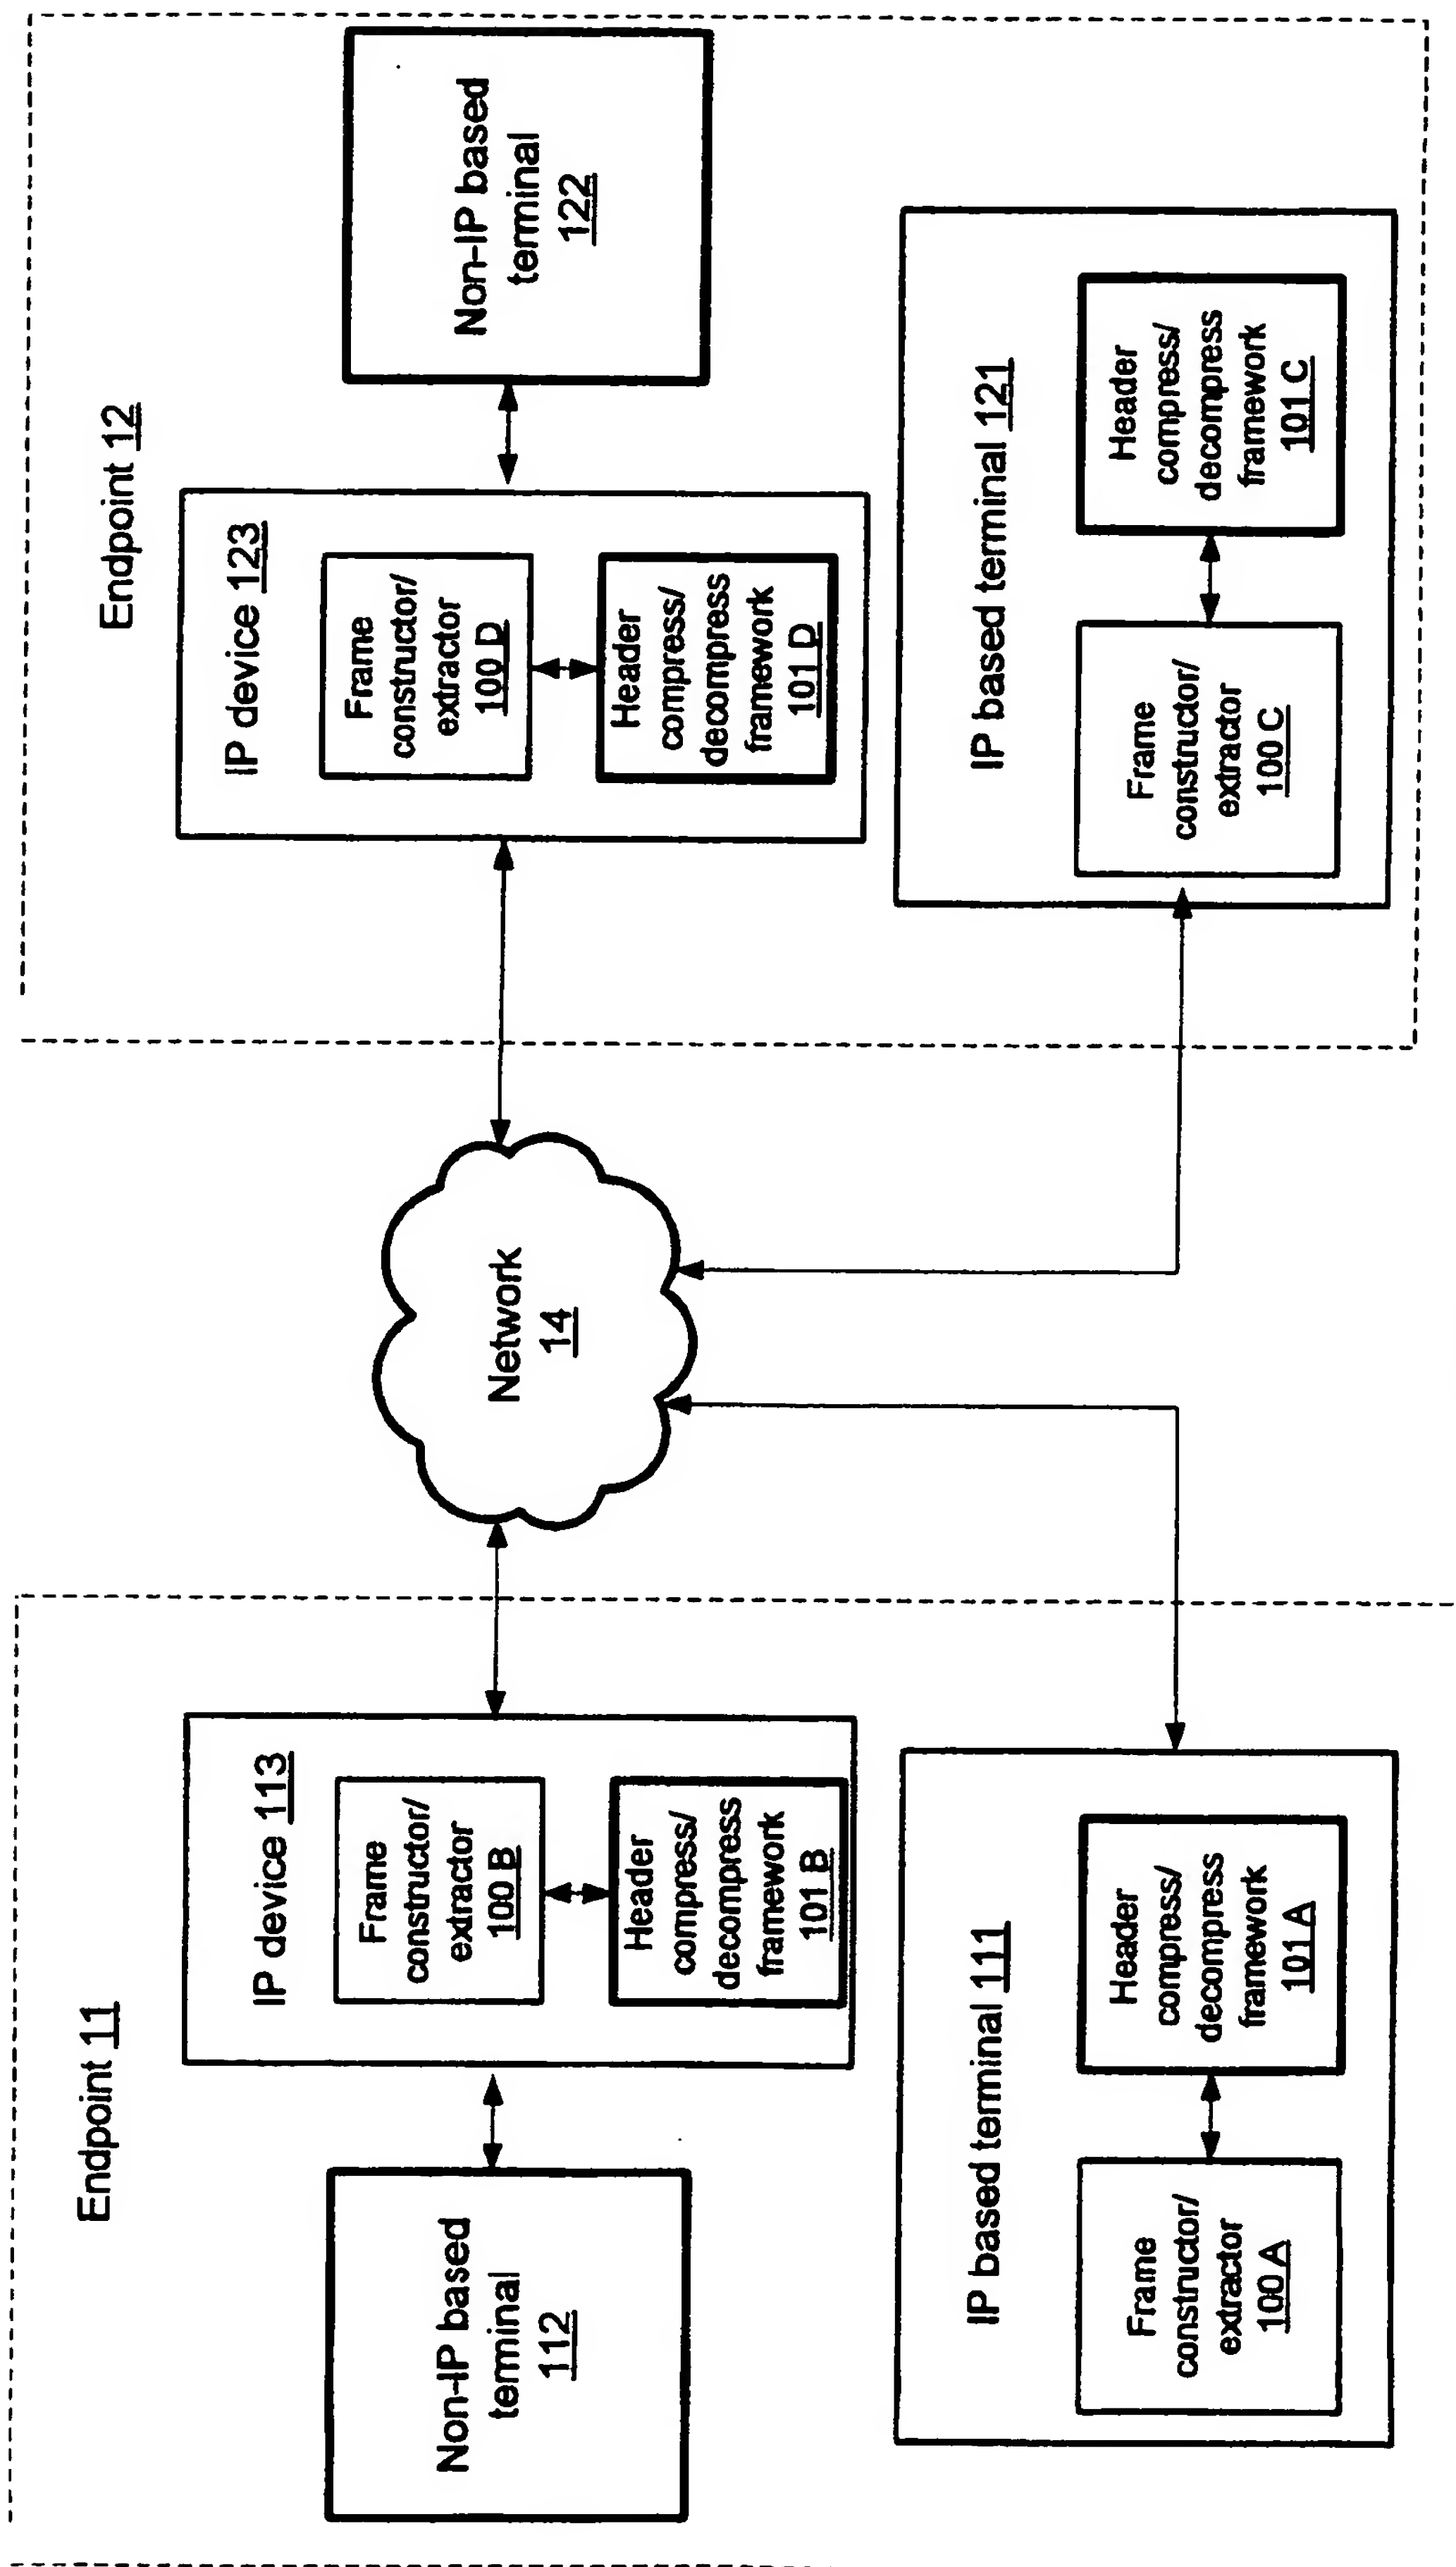 Endpoint 11
Non-IP based
terminal
112
IP device 113
Frame
constructor/
extractor
100 B
Header
compress/
decompress
framework
101 B
IP based terminal 111
Frame
constructor/
extractor
100 A
Header
compress/
decompress
framework
101 A
Network
14
Endpoint 12
IP device 123
Frame
constructor/
extractor
100 D
Header
compress/
decompress
framework
101 D
Non-IP based
terminal
122
IP based terminal 121
Frame
constructor/
extractor
100 C
Header
compress/
decompress
framework
101 C